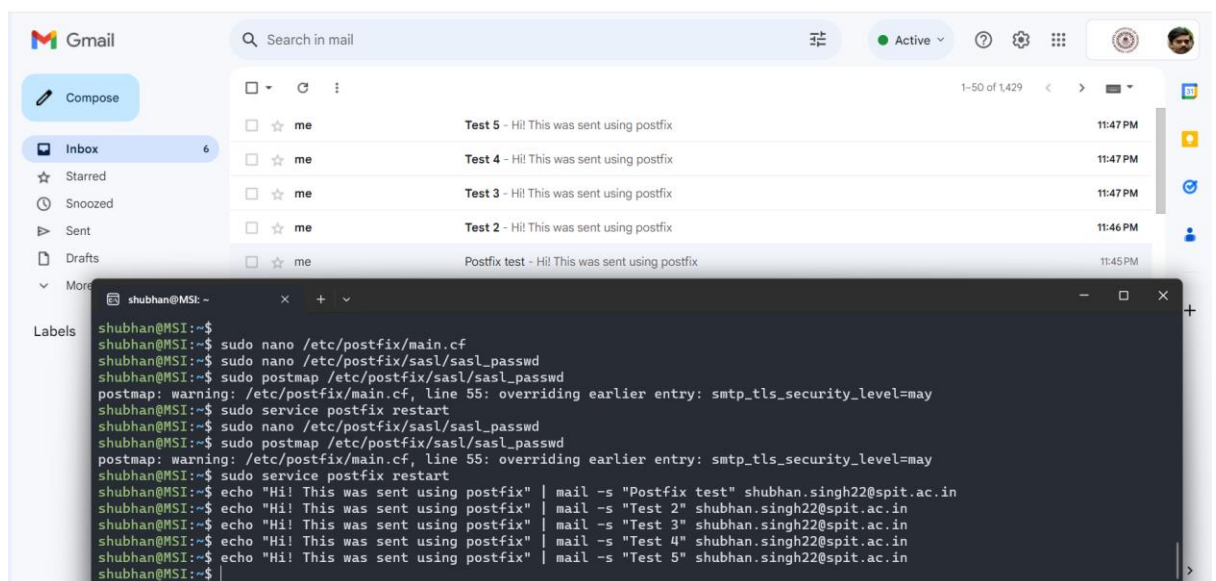 Gmail
Search in mail
Active
Compose
1–50 of 1,429
31
me Test 5 - Hi! This was sent using postfix 11:47 PM
Inbox 6
me Test 4 - Hi! This was sent using postfix 11:47 PM
Starred
me Test 3 - Hi! This was sent using postfix 11:47 PM
Snoozed
Sent
me Test 2 - Hi! This was sent using postfix 11:46 PM
Drafts
me Postfix test - Hi! This was sent using postfix 11:45 PM
More
Labels
shubhan@MSI: ~
shubhan@MSI:~$
shubhan@MSI:~$ sudo nano /etc/postfix/main.cf
shubhan@MSI:~$ sudo nano /etc/postfix/sasl/sasl_passwd
shubhan@MSI:~$ sudo postmap /etc/postfix/sasl/sasl_passwd
postmap: warning: /etc/postfix/main.cf, line 55: overriding earlier entry: smtp_tls_security_level=may
shubhan@MSI:~$ sudo service postfix restart
shubhan@MSI:~$ sudo nano /etc/postfix/sasl/sasl_passwd
shubhan@MSI:~$ sudo postmap /etc/postfix/sasl/sasl_passwd
postmap: warning: /etc/postfix/main.cf, line 55: overriding earlier entry: smtp_tls_security_level=may
shubhan@MSI:~$ sudo service postfix restart
shubhan@MSI:~$ echo "Hi! This was sent using postfix" | mail -s "Postfix test" shubhan.singh22@spit.ac.in
shubhan@MSI:~$ echo "Hi! This was sent using postfix" | mail -s "Test 2" shubhan.singh22@spit.ac.in
shubhan@MSI:~$ echo "Hi! This was sent using postfix" | mail -s "Test 3" shubhan.singh22@spit.ac.in
shubhan@MSI:~$ echo "Hi! This was sent using postfix" | mail -s "Test 4" shubhan.singh22@spit.ac.in
shubhan@MSI:~$ echo "Hi! This was sent using postfix" | mail -s "Test 5" shubhan.singh22@spit.ac.in
shubhan@MSI:~$